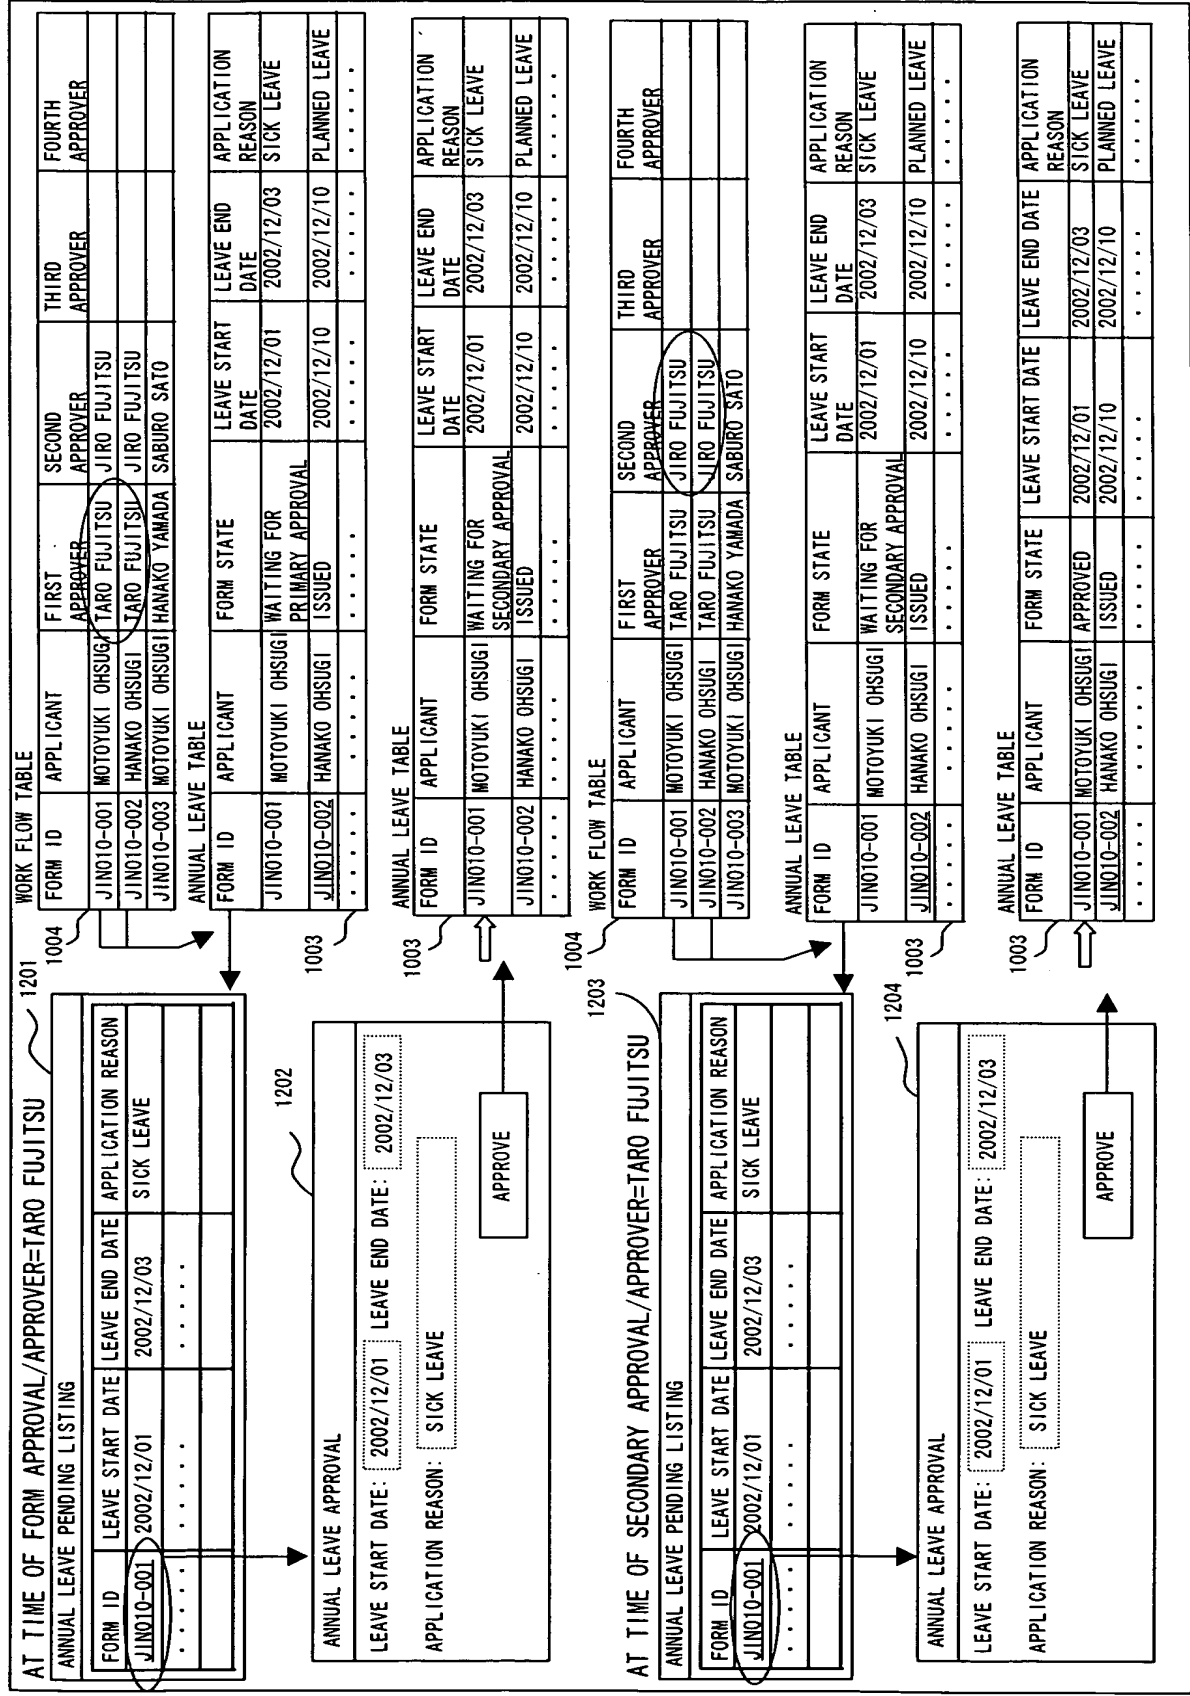 AT TIME OF FORM APPROVAL/APPROVER=TARO FUJITSU
1201
ANNUAL LEAVE PENDING LISTING
FORM ID LEAVE START DATE LEAVE END DATE APPLICATION REASON
JIN010-001 2002/12/01 2002/12/03 SICK LEAVE
· · · · · · · · · · · · · · ·
1202
ANNUAL LEAVE APPROVAL
LEAVE START DATE: 2002/12/01 LEAVE END DATE: 2002/12/03
APPLICATION REASON: SICK LEAVE
APPROVE
WORK FLOW TABLE
1004
FORM ID APPLICANT FIRST APPROVER SECOND APPROVER THIRD APPROVER FOURTH APPROVER
JIN010-001 MOTOYUKI OHSUGI TARO FUJITSU JIRO FUJITSU
JIN010-002 HANAKO OHSUGI TARO FUJITSU JIRO FUJITSU
JIN010-003 MOTOYUKI OHSUGI HANAKO YAMADA SABURO SATO
ANNUAL LEAVE TABLE
FORM ID APPLICANT FORM STATE LEAVE START DATE LEAVE END DATE APPLICATION REASON
JIN010-001 MOTOYUKI OHSUGI WAITING FOR PRIMARY APPROVAL 2002/12/01 2002/12/03 SICK LEAVE
JIN010-002 HANAKO OHSUGI ISSUED 2002/12/10 2002/12/10 PLANNED LEAVE
· · · · · · · · · · · · · · · · · · · · · · · · · · · · · ·
1003
ANNUAL LEAVE TABLE
1003
FORM ID APPLICANT FORM STATE LEAVE START DATE LEAVE END DATE APPLICATION REASON
JIN010-001 MOTOYUKI OHSUGI WAITING FOR SECONDARY APPROVAL 2002/12/01 2002/12/03 SICK LEAVE
JIN010-002 HANAKO OHSUGI ISSUED 2002/12/10 2002/12/10 PLANNED LEAVE
· · · · · · · · · · · · · · · · · · · · · · · · · · · · · ·
AT TIME OF SECONDARY APPROVAL/APPROVER=TARO FUJITSU
1203
ANNUAL LEAVE PENDING LISTING
FORM ID LEAVE START DATE LEAVE END DATE APPLICATION REASON
JIN010-001 2002/12/01 2002/12/03 SICK LEAVE
· · · · · · · · · · · · · · ·
1204
ANNUAL LEAVE APPROVAL
LEAVE START DATE: 2002/12/01 LEAVE END DATE: 2002/12/03
APPLICATION REASON: SICK LEAVE
APPROVE
WORK FLOW TABLE
1004
FORM ID APPLICANT FIRST APPROVER SECOND APPROVER THIRD APPROVER FOURTH APPROVER
JIN010-001 MOTOYUKI OHSUGI TARO FUJITSU JIRO FUJITSU
JIN010-002 HANAKO OHSUGI TARO FUJITSU JIRO FUJITSU
JIN010-003 MOTOYUKI OHSUGI HANAKO YAMADA SABURO SATO
ANNUAL LEAVE TABLE
FORM ID APPLICANT FORM STATE LEAVE START DATE LEAVE END DATE APPLICATION REASON
JIN010-001 MOTOYUKI OHSUGI WAITING FOR SECONDARY APPROVAL 2002/12/01 2002/12/03 SICK LEAVE
JIN010-002 HANAKO OHSUGI ISSUED 2002/12/10 2002/12/10 PLANNED LEAVE
· · · · · · · · · · · · · · · · · · · · · · · · · · · · · ·
1003
ANNUAL LEAVE TABLE
1003
FORM ID APPLICANT FORM STATE LEAVE START DATE LEAVE END DATE APPLICATION REASON
JIN010-001 MOTOYUKI OHSUGI APPROVED 2002/12/01 2002/12/03 SICK LEAVE
JIN010-002 HANAKO OHSUGI ISSUED 2002/12/10 2002/12/10 PLANNED LEAVE
· · · · · · · · · · · · · · · · · · · · · · · · · · · · · ·